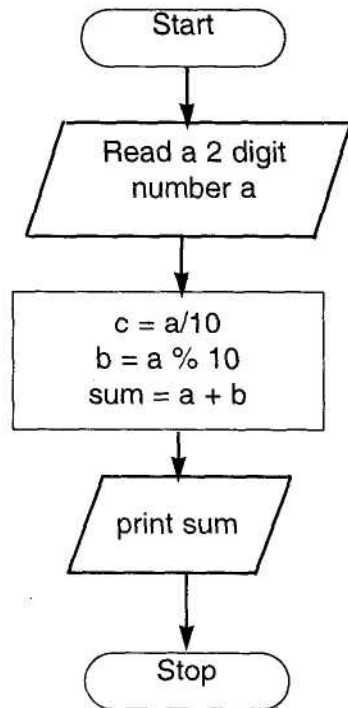 Start
Read a 2 digit
number a
c = a/10
b = a % 10
sum = a + b
print sum
Stop